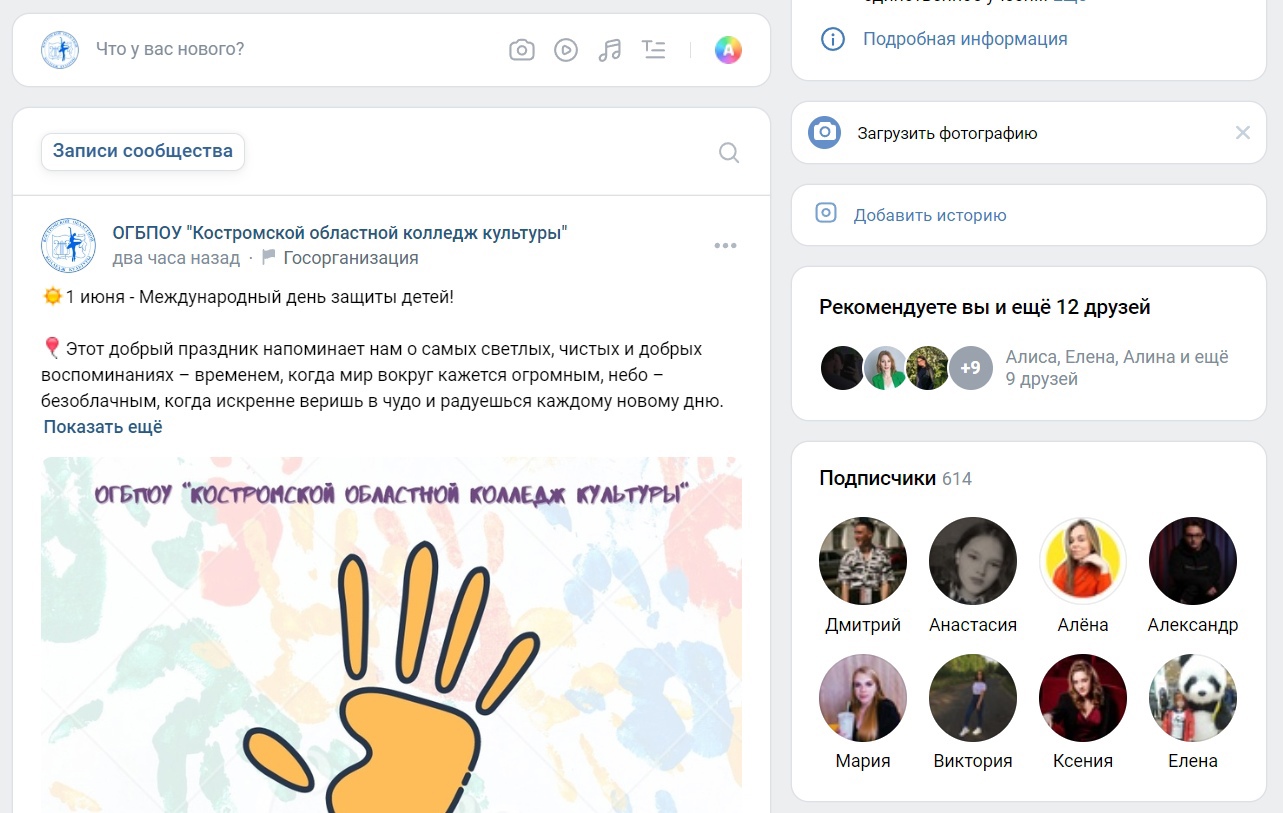 Что у вас нового?
A
Записи сообщества
ОГБПОУ "Костромской областной колледж культуры"
два часа назад · Госорганизация
1 июня - Международный день защиты детей!
Этот добрый праздник напоминает нам о самых светлых, чистых и добрых
воспоминаниях – временем, когда мир вокруг кажется огромным, небо –
безоблачным, когда искренне веришь в чудо и радуешься каждому новому дню.
Показать ещё
ОГБПОУ "КОСТРОМСКОЙ ОБЛАСТНОЙ КОЛЛЕДЖ КУЛЬТУРЫ"
Подробная информация
Загрузить фотографию
Добавить историю
Рекомендуете вы и ещё 12 друзей
+9
Алиса, Елена, Алина и ещё
9 друзей
Подписчики 614
Дмитрий Анастасия Алёна Александр
Мария Виктория Ксения Елена